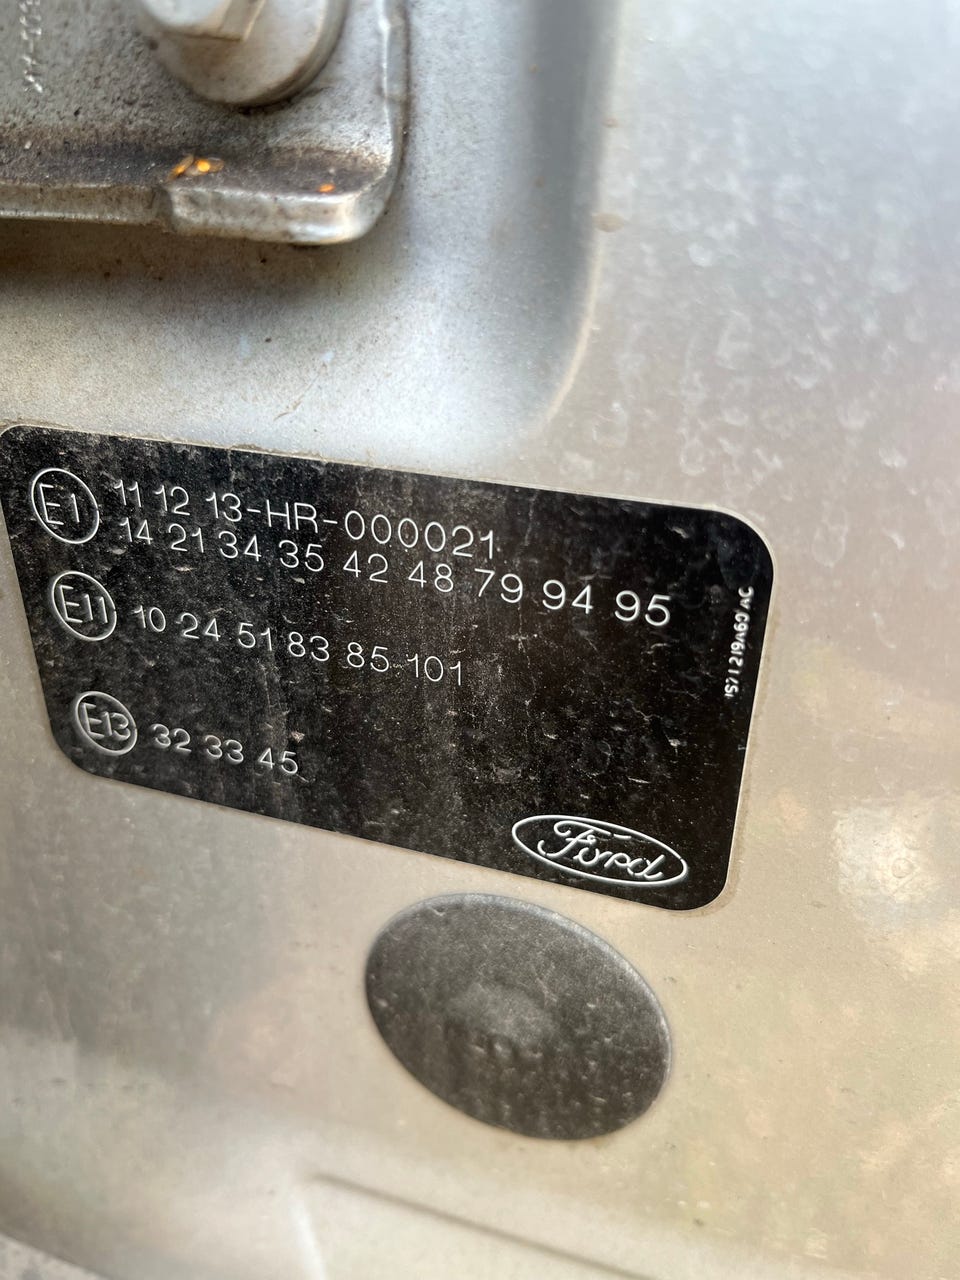 E1 11 12 13-HR-000021
14 21 34 35 42 48 79 94 95
E11 10 24 51 83 85 101
E13 32 33 45
Ford